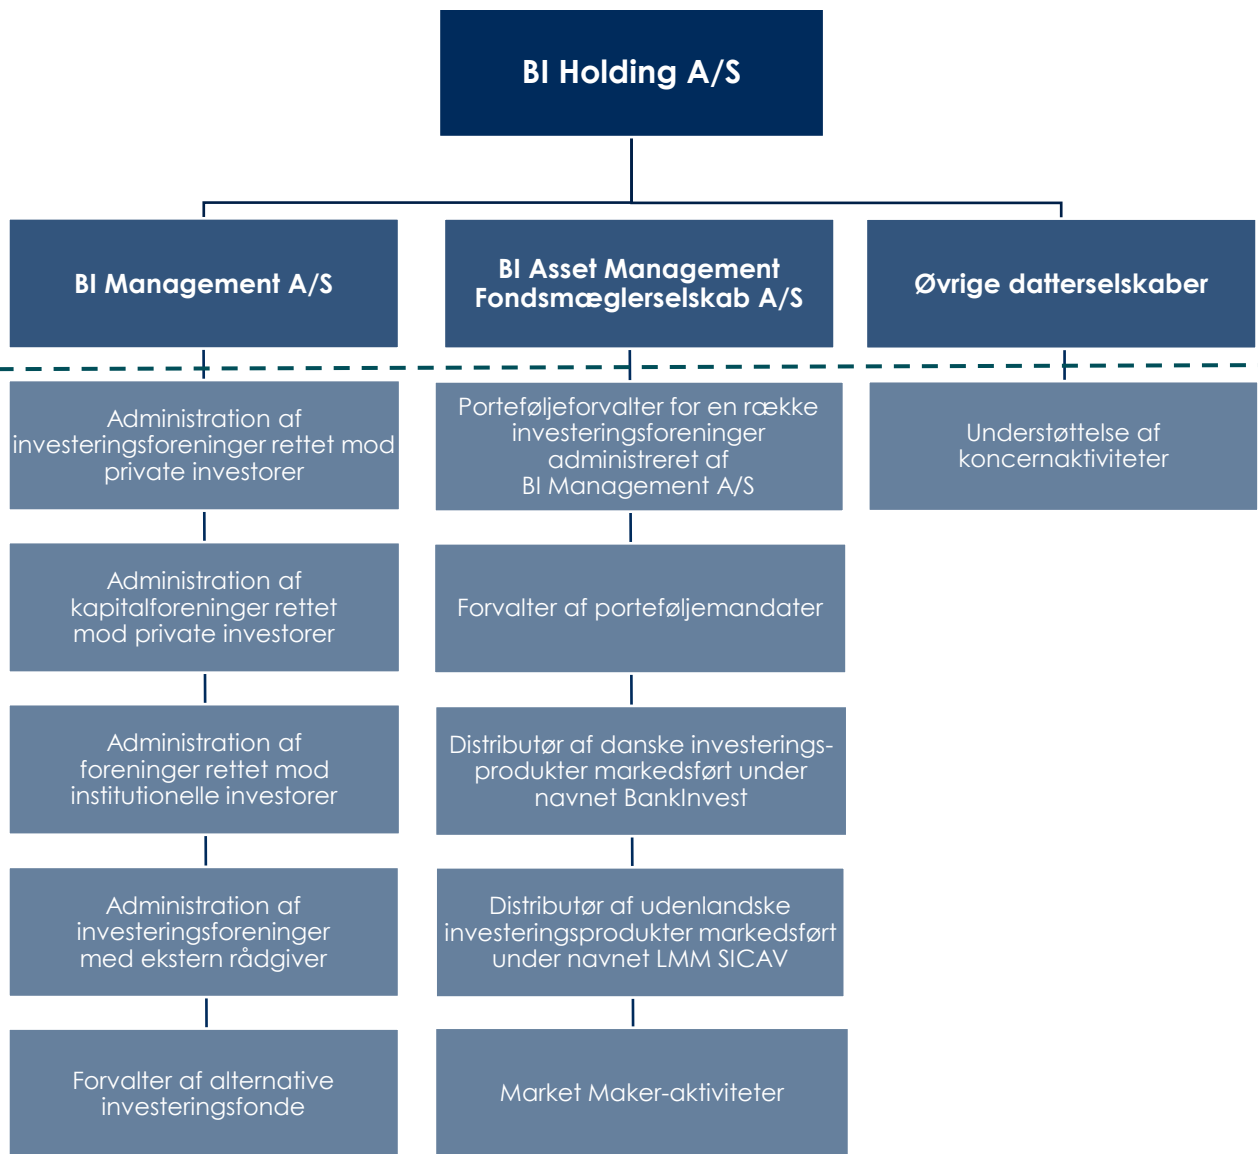 BI Holding A/S
BI Management A/S
BI Asset Management
Fondsmæglerselskab A/S
Øvrige datterselskaber
Administration af
investeringsforeninger rettet mod
private investorer
Administration af
kapitalforeninger rettet
mod private investorer
Administration af
foreninger rettet mod
institutionelle investorer
Administration af
investeringsforeninger
med ekstern rådgiver
Forvalter af alternative
investeringsfonde
Porteføljeforvalter for en række
investeringsforeninger
administreret af
BI Management A/S
Forvalter af porteføljemandater
Distributør af danske investerings-
produkter markedsført under
navnet BankInvest
Distributør af udenlandske
investeringsprodukter markedsført
under navnet LMM SICAV
Market Maker-aktiviteter
Understøttelse af
koncernaktiviteter